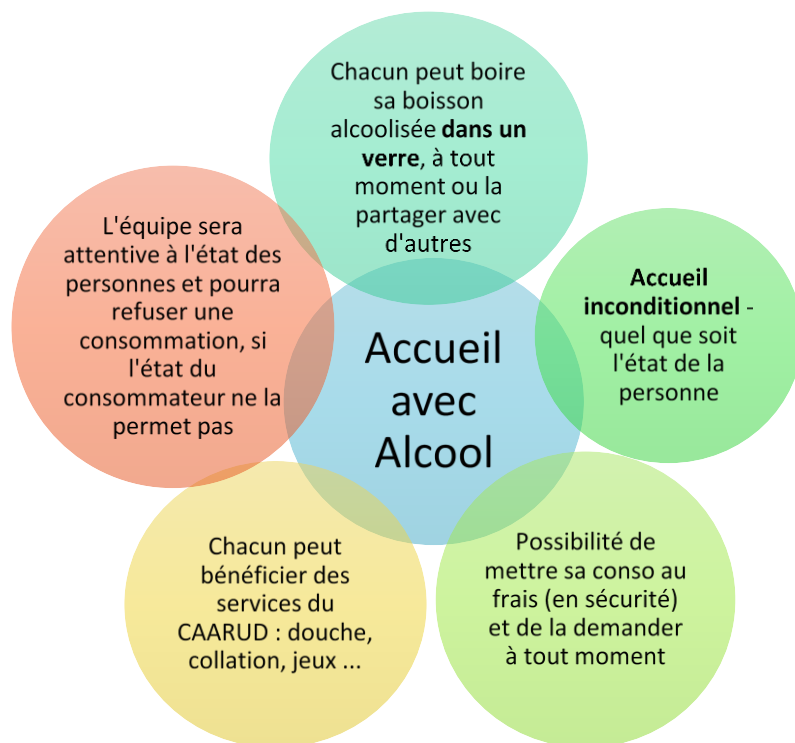 Chacun peut boire
sa boisson
alcoolisée dans un
verre, à tout
moment ou la
partager avec
d'autres
Accueil
inconditionnel -
quel que soit
l'état de la
personne
Possibilité de
mettre sa conso au
frais (en sécurité)
et de la demander
à tout moment
Chacun peut
bénéficier des
services du
CAARUD : douche,
collation, jeux ...
L'équipe sera
attentive à l'état des
personnes et pourra
refuser une
consommation, si
l'état du
consommateur ne la
permet pas
Accueil
avec
Alcool